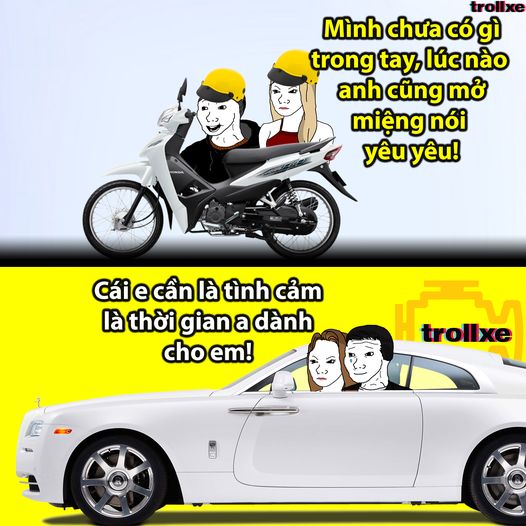 trollxe
Mình chưa có gì
trong tay, lúc nào
anh cũng mở
miệng nói
yêu yêu!
HONDA
Cái e cần là tình cảm
là thời gian a dành
cho em!
trollxe